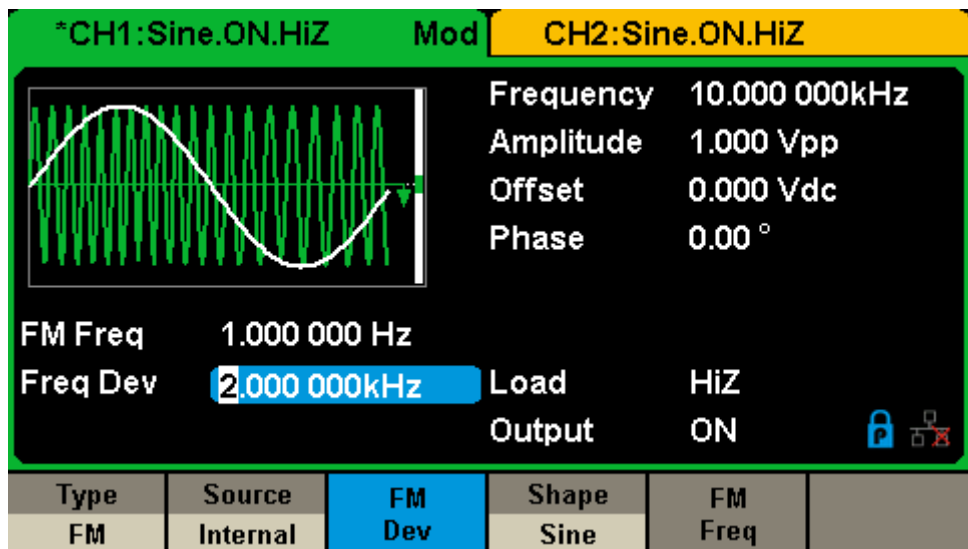 *CH1:Sine.ON.HiZ Mod CH2:Sine.ON.HiZ
Frequency 10.000 000kHz
Amplitude 1.000 Vpp
Offset 0.000 Vdc
Phase 0.00 °
FM Freq 1.000 000 Hz
Freq Dev 2.000 000kHz
Load HiZ
Output ON
P
Type
FM
Source
Internal
FM
Dev
Shape
Sine
FM
Freq